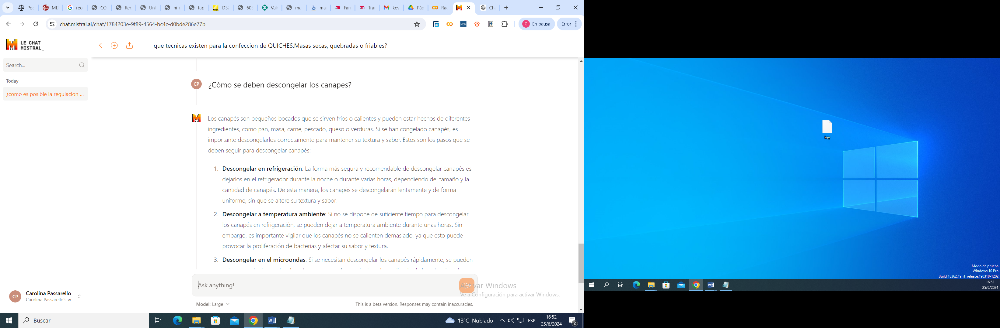 Poc
MD
rec
CO
Rec
Unt
ni-r
tap
D3
603
Val
ma
ma
Far
Tra
key
Pág
Rag
Ch
chat.mistral.ai/chat/1784203e-9f89-4564-bc4c-d0bde286e77b
PDF
C
En pausa
Error
LE CHAT
MISTRAL_
que tecnicas existen para la confeccion de QUICHES:Masas secas, quebradas o friables?
Search...
Today
¿como es posible la regulacion ...
CP
¿Cómo se deben descongelar los canapes?
Los canapés son pequeños bocados que se sirven fríos o calientes y pueden estar hechos de diferentes
ingredientes, como pan, masa, carne, pescado, queso o verduras. Si se han congelado canapés, es
importante descongelarlos correctamente para mantener su textura y sabor. Estos son los pasos que se
deben seguir para descongelar canapés:
1. Descongelar en refrigeración: La forma más segura y recomendable de descongelar canapés es
dejarlos en el refrigerador durante la noche o durante varias horas, dependiendo del tamaño y la
cantidad de canapés. De esta manera, los canapés se descongelarán lentamente y de forma
uniforme, sin que se altere su textura y sabor.
2. Descongelar a temperatura ambiente: Si no se dispone de suficiente tiempo para descongelar
los canapés en refrigeración, se pueden dejar a temperatura ambiente durante unas horas. Sin
embargo, es importante vigilar que los canapés no se calienten demasiado, ya que esto puede
provocar la proliferación de bacterias y afectar su sabor y textura.
3. Descongelar en el microondas: Si se necesitan descongelar los canapés rápidamente, se pueden
Ask anything!
Activar Windows
Ve a Configuración para activar Windows.
Model: Large
This is a beta version. Responses may contain inaccuracies.
CP
Carolina Passarello
Carolina Passarello's w...
Buscar
13°C Nublado
ESP
16:52
25/6/2024
2
key
Modo de prueba
Windows 10 Pro
Build 18362.19h1_release.190318-1202
16:52
25/6/2024